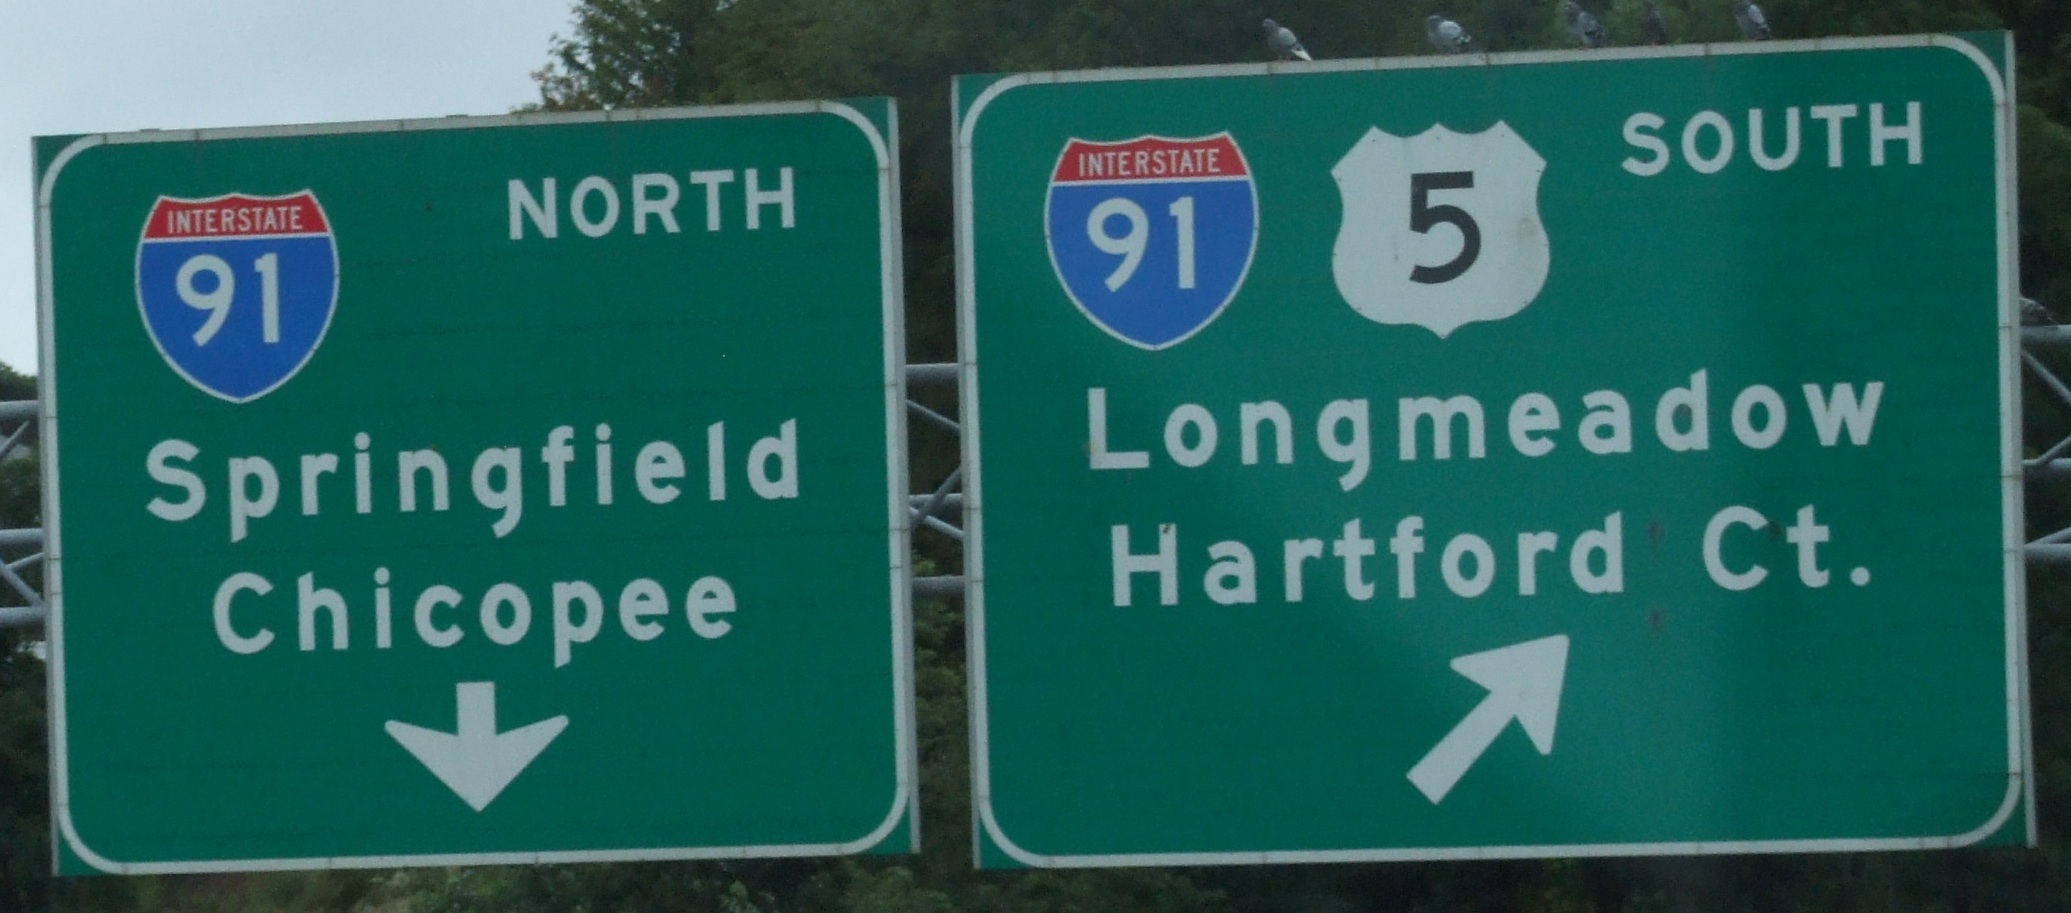 NORTH
INTERSTATE
91
Springfield
Chicopee
SOUTH
INTERSTATE
91
5
Longmeadow
Hartford Ct.